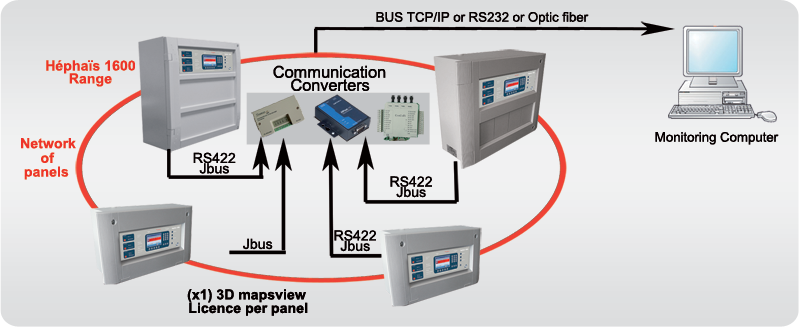 BUS TCP/IP or RS232 or Optic fiber
Héphaïs 1600
Range
Communication
Converters
Monitoring Computer
Network
of
panels
RS422
Jbus
RS422
Jbus
Jbus
RS422
Jbus
(x1) 3D mapsview
Licence per panel